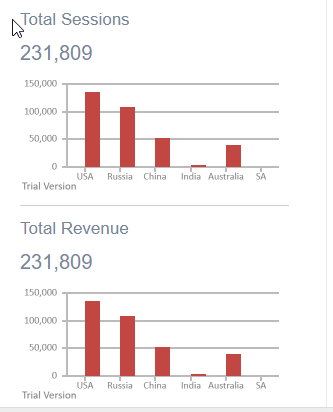 Total Sessions
231,809
150,000
100,000
50,000
0
USA Russia China India Australia SA
Trial Version
Total Revenue
231,809
150,000
100,000
50,000
0
USA Russia China India Australia SA
Trial Version